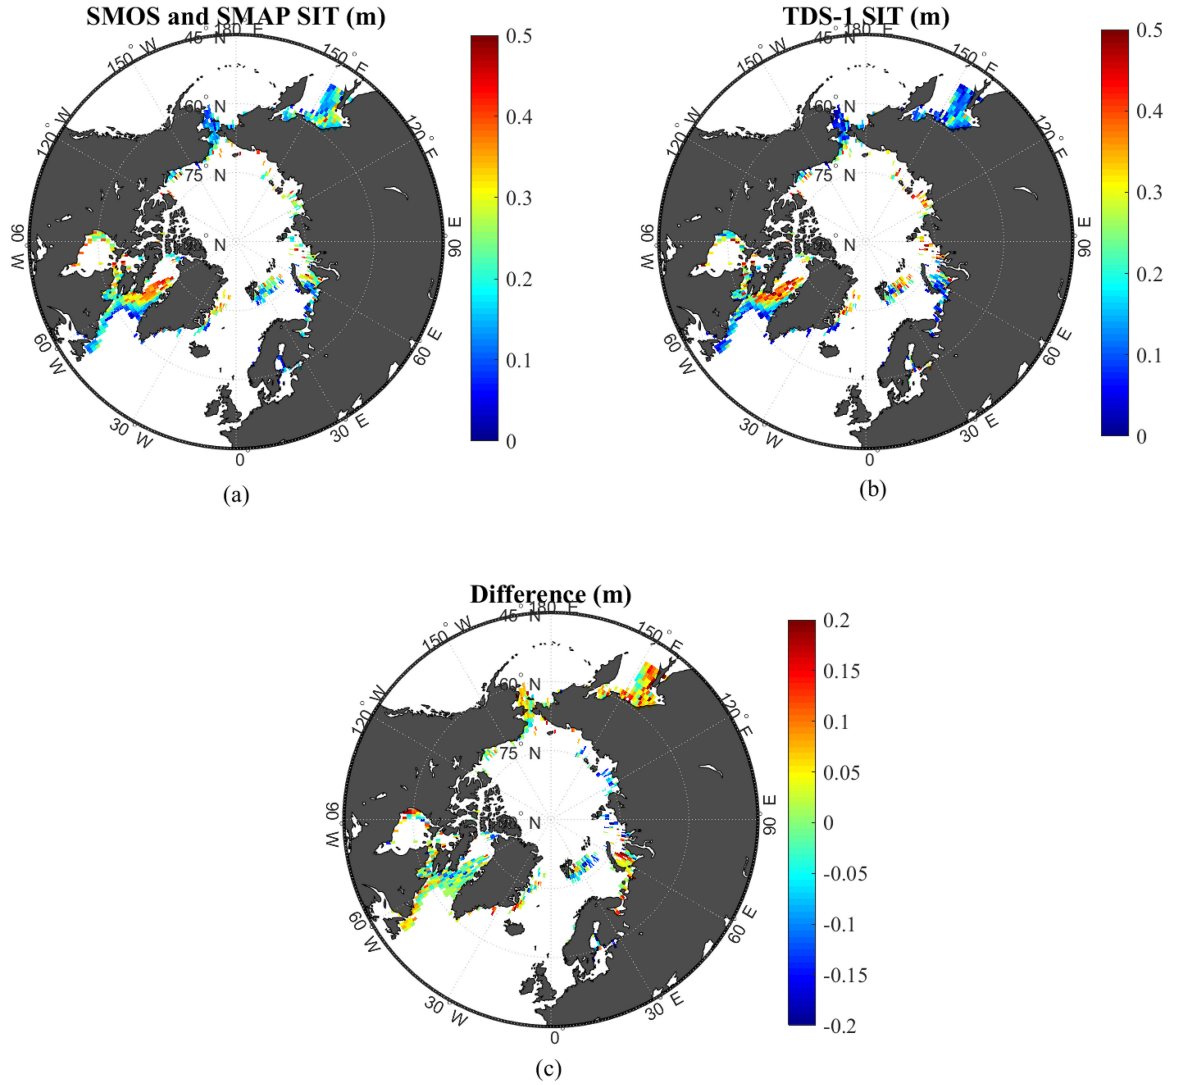 SMOS and SMAP SIT (m)
180° E
45° N
150° W
150° E
120° W
120° E
60° N
75° N
90° W
90° E
N
60° W
60° E
30° W
30° E
0°
0.5
0.4
0.3
0.2
0.1
0
(a)
TDS-1 SIT (m)
180° E
45° N
150° W
150° E
120° W
120° E
60° N
75° N
90° W
90° E
N
60° W
60° E
30° W
30° E
0°
0.5
0.4
0.3
0.2
0.1
0
(b)
Difference (m)
180° E
45° N
150° W
150° E
120° W
120° E
60° N
75° N
90° W
90° E
N
60° W
60° E
30° W
30° E
0°
0.2
0.15
0.1
0.05
0
-0.05
-0.1
-0.15
-0.2
(c)